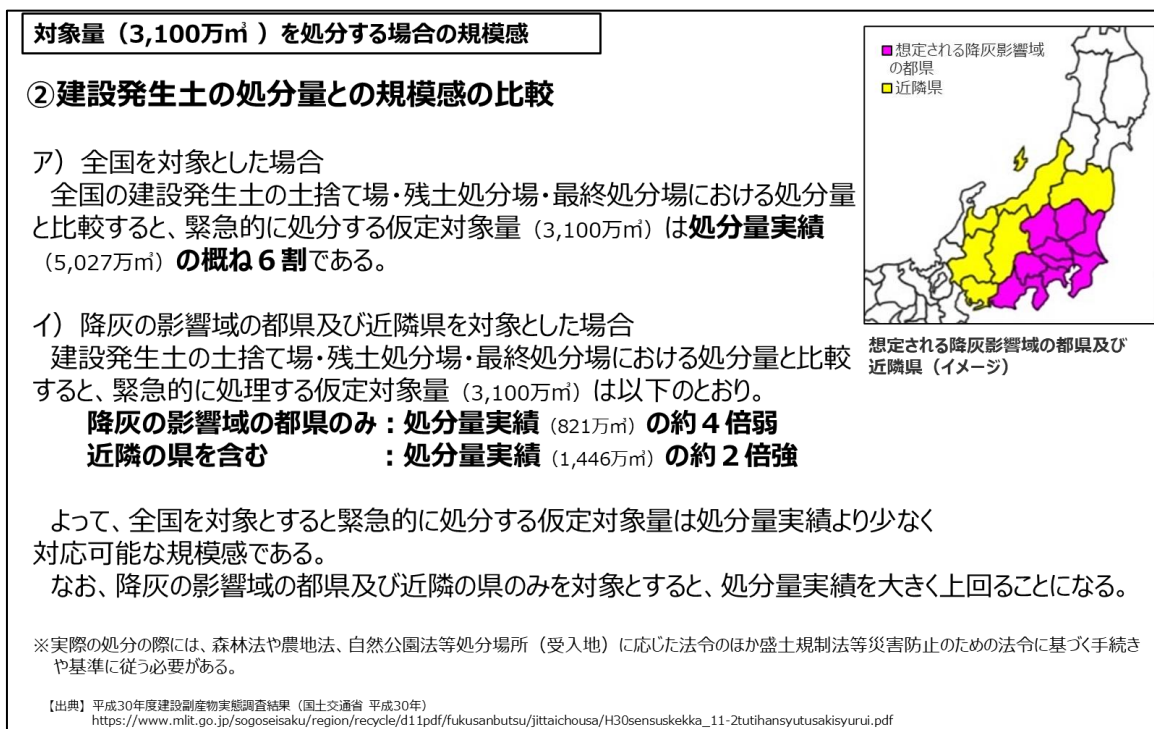 対象量（3,100万㎥ ）を処分する場合の規模感
■想定される降灰影響域
の都県
■近隣県
②建設発生土の処分量との規模感の比較
ア）全国を対象とした場合
全国の建設発生土の土捨て場・残土処分場・最終処分場における処分量
と比較すると、緊急的に処分する仮定対象量（3,100万㎥）は処分量実績
（5,027万㎥）の概ね６割である。
イ）降灰の影響域の都県及び近隣県を対象とした場合
建設発生土の土捨て場・残土処分場・最終処分場における処分量と比較
すると、緊急的に処理する仮定対象量（3,100万㎥）は以下のとおり。
降灰の影響域の都県のみ：処分量実績（821万㎥）の約４倍弱
近隣の県を含む　　　　：処分量実績（1,446万㎥）の約２倍強
想定される降灰影響域の都県及び
近隣県（イメージ）
よって、全国を対象とすると緊急的に処分する仮定対象量は処分量実績より少なく
対応可能な規模感である。
なお、降灰の影響域の都県及び近隣の県のみを対象とすると、処分量実績を大きく上回ることになる。
※実際の処分の際には、森林法や農地法、自然公園法等処分場所（受入地）に応じた法令のほか盛土規制法等災害防止のための法令に基づく手続き
や基準に従う必要がある。
【出典】平成30年度建設副産物実態調査結果（国土交通省 平成30年）
https://www.mlit.go.jp/sogoseisaku/region/recycle/d11pdf/fukusanbutsu/jittaichousa/H30sensuskekka_11-2tutihansyutusakisyurui.pdf